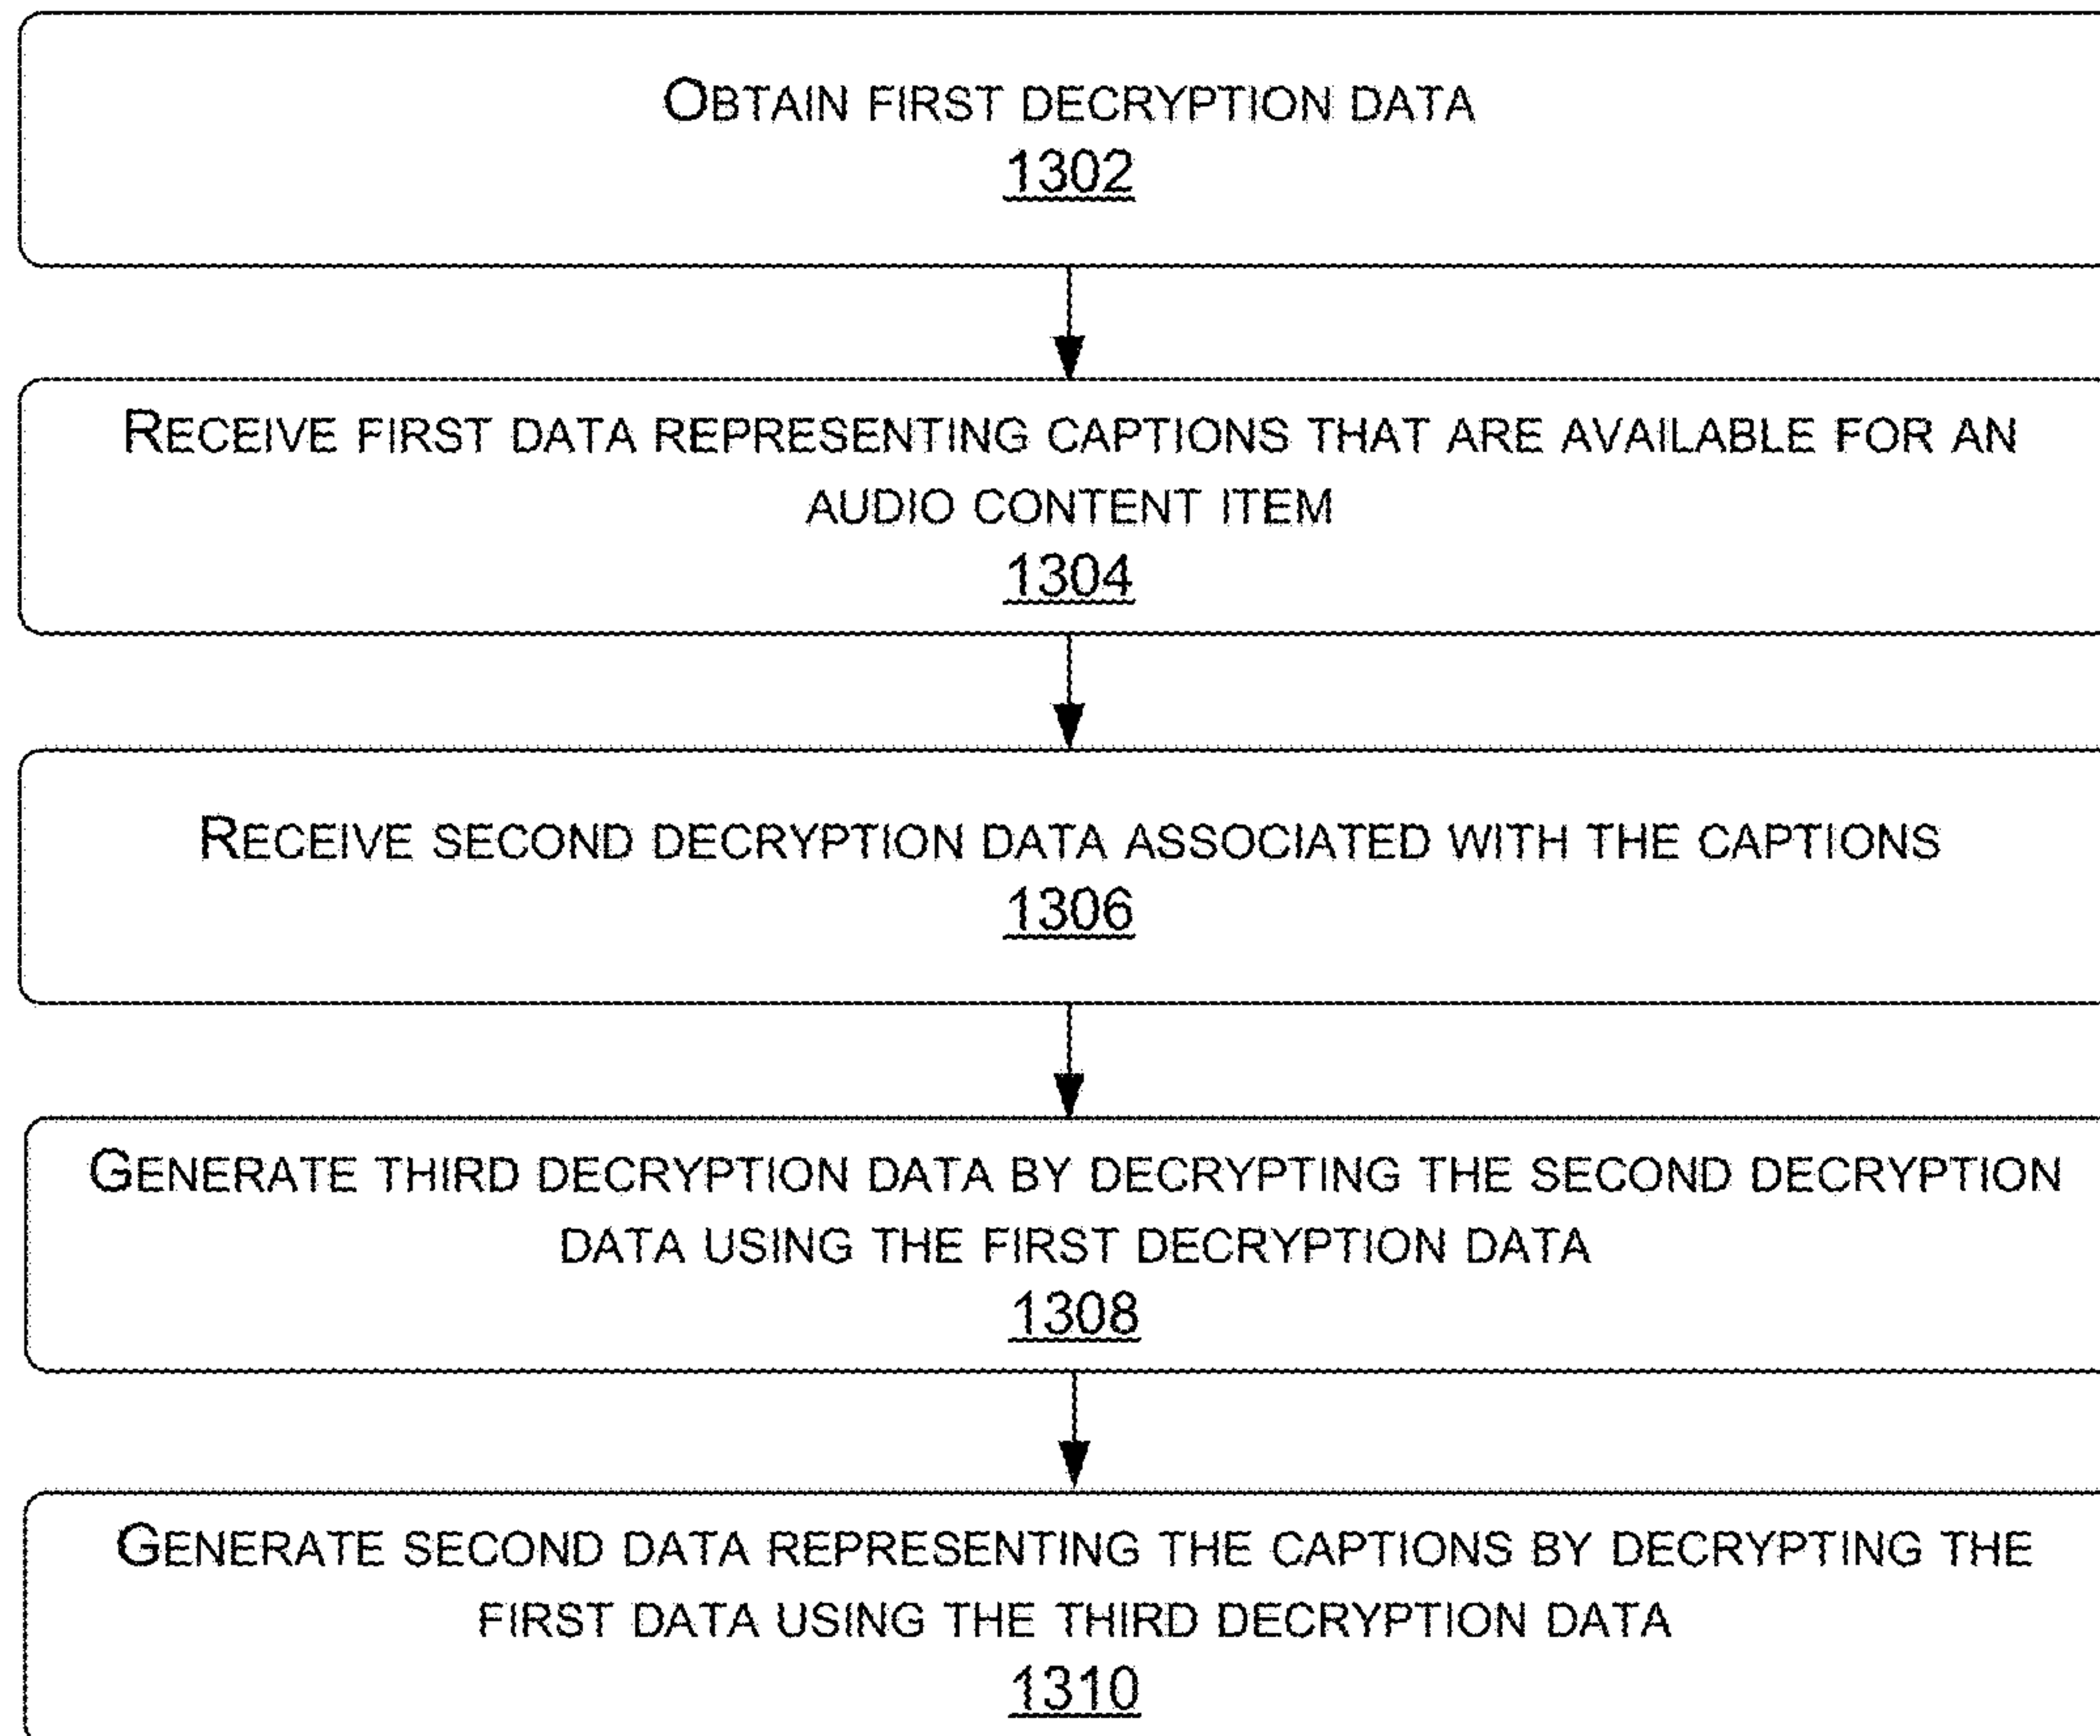 OBTAIN FIRST DECRYPTION DATA
1302
RECEIVE FIRST DATA REPRESENTING CAPTIONS THAT ARE AVAILABLE FOR AN
AUDIO CONTENT ITEM
1304
RECEIVE SECOND DECRYPTION DATA ASSOCIATED WITH THE CAPTIONS
1306
GENERATE THIRD DECRYPTION DATA BY DECRYPTING THE SECOND DECRYPTION
DATA USING THE FIRST DECRYPTION DATA
1308
GENERATE SECOND DATA REPRESENTING THE CAPTIONS BY DECRYPTING THE
FIRST DATA USING THE THIRD DECRYPTION DATA
1310